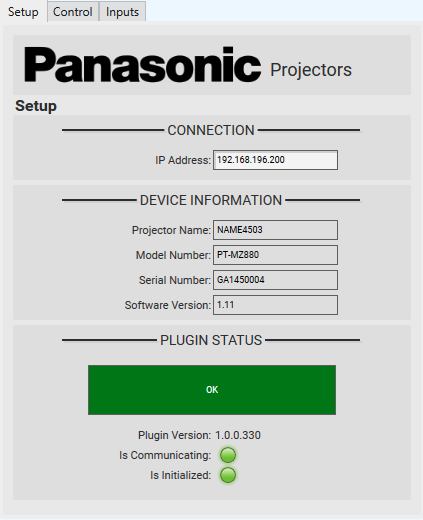 Setup Control Inputs
Panasonic Projectors
Setup
CONNECTION
IP Address: 192.168.196.200
DEVICE INFORMATION
Projector Name: NAME4503
Model Number: PT-MZ880
Serial Number: GA1450004
Software Version: 1.11
PLUGIN STATUS
OK
Plugin Version: 1.0.0.330
Is Communicating:
Is Initialized: